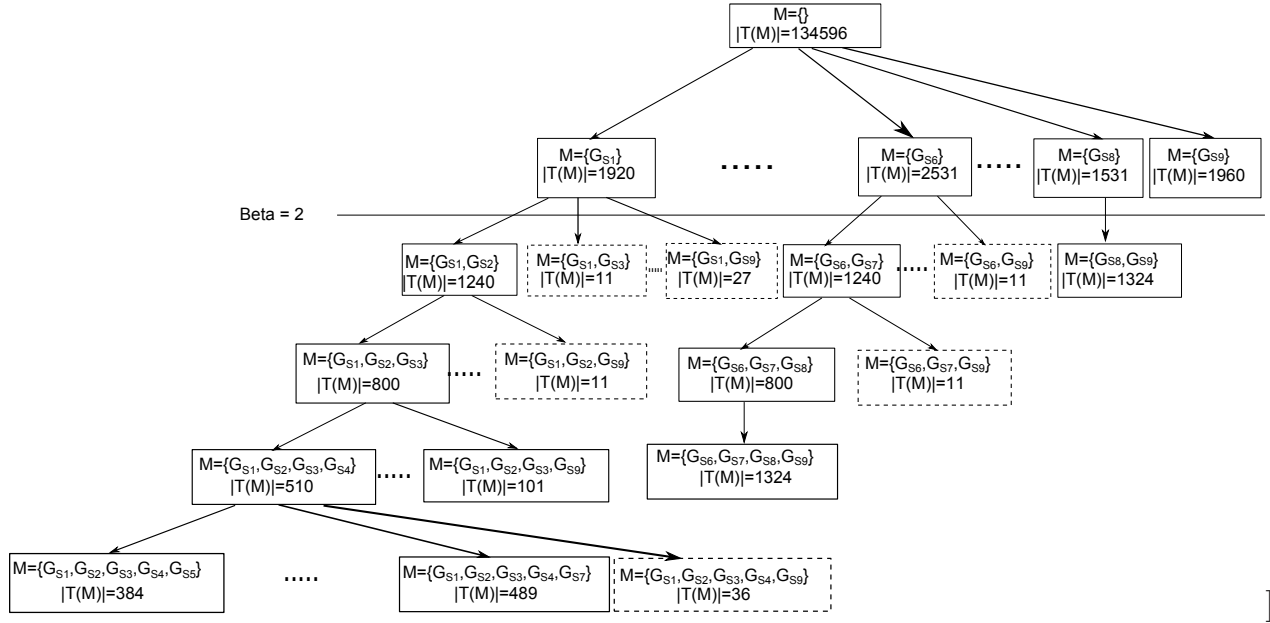 M={}
|T(M)|=134596
M={GS1}
|T(M)|=1920
.....
M={GS6}
|T(M)|=2531
.....
M={GS8}
|T(M)|=1531
M={GS9}
|T(M)|=1960
Beta = 2
M={GS1,GS2}
|T(M)|=1240
M={GS1,GS3}
|T(M)|=11
.....
M={GS1,GS9}
|T(M)|=27
M={GS6,GS7}
|T(M)|=1240
.....
M={GS6,GS9}
|T(M)|=11
M={GS8,GS9}
|T(M)|=1324
M={GS1,GS2,GS3}
|T(M)|=800
.....
M={GS1,GS2,GS9}
|T(M)|=11
M={GS6,GS7,GS8}
|T(M)|=800
M={GS6,GS7,GS9}
|T(M)|=11
M={GS1,GS2,GS3,GS4}
|T(M)|=510
.....
M={GS1,GS2,GS3,GS9}
|T(M)|=101
M={GS6,GS7,GS8,GS9}
|T(M)|=1324
M={GS1,GS2,GS3,GS4,GS5}
|T(M)|=384
.....
M={GS1,GS2,GS3,GS4,GS7}
|T(M)|=489
M={GS1,GS2,GS3,GS4,GS9}
|T(M)|=36
]